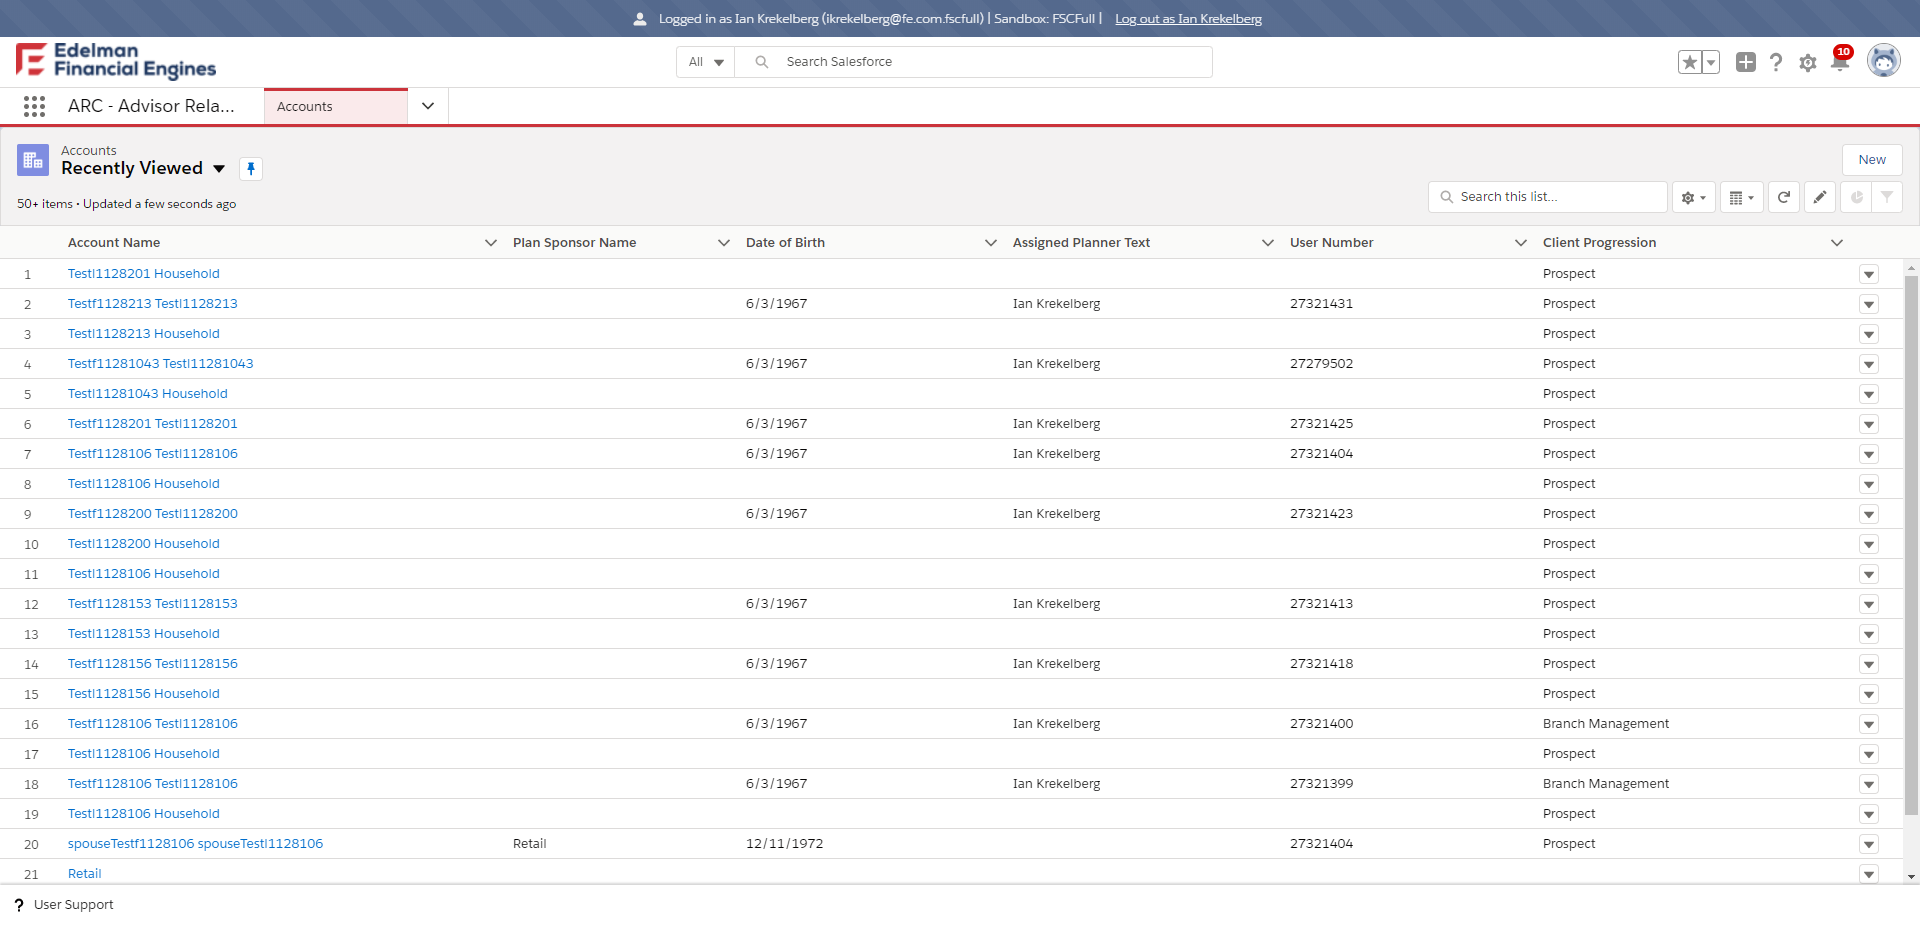 Logged in as Ian Krekelberg (ikrekelberg@fe.com.fscfull) | Sandbox: FSCFull | Log out as Ian Krekelberg
Edelman
Financial Engines
All Search Salesforce
10
ARC - Advisor Rela... Accounts
Accounts
Recently Viewed
New
50+ items • Updated a few seconds ago
Search this list...
Account Name Plan Sponsor Name Date of Birth Assigned Planner Text User Number Client Progression
1 Testl1128201 Household Prospect
2 Testf1128213 Testl1128213 6/3/1967 Ian Krekelberg 27321431 Prospect
3 Testl1128213 Household Prospect
4 Testf11281043 Testl11281043 6/3/1967 Ian Krekelberg 27279502 Prospect
5 Testl11281043 Household Prospect
6 Testf1128201 Testl1128201 6/3/1967 Ian Krekelberg 27321425 Prospect
7 Testf1128106 Testl1128106 6/3/1967 Ian Krekelberg 27321404 Prospect
8 Testl1128106 Household Prospect
9 Testf1128200 Testl1128200 6/3/1967 Ian Krekelberg 27321423 Prospect
10 Testl1128200 Household Prospect
11 Testl1128106 Household Prospect
12 Testf1128153 Testl1128153 6/3/1967 Ian Krekelberg 27321413 Prospect
13 Testl1128153 Household Prospect
14 Testf1128156 Testl1128156 6/3/1967 Ian Krekelberg 27321418 Prospect
15 Testl1128156 Household Prospect
16 Testf1128106 Testl1128106 6/3/1967 Ian Krekelberg 27321400 Branch Management
17 Testl1128106 Household Prospect
18 Testf1128106 Testl1128106 6/3/1967 Ian Krekelberg 27321399 Branch Management
19 Testl1128106 Household Prospect
20 spouseTestf1128106 spouseTestl1128106 Retail 12/11/1972 27321404 Prospect
21 Retail
? User Support